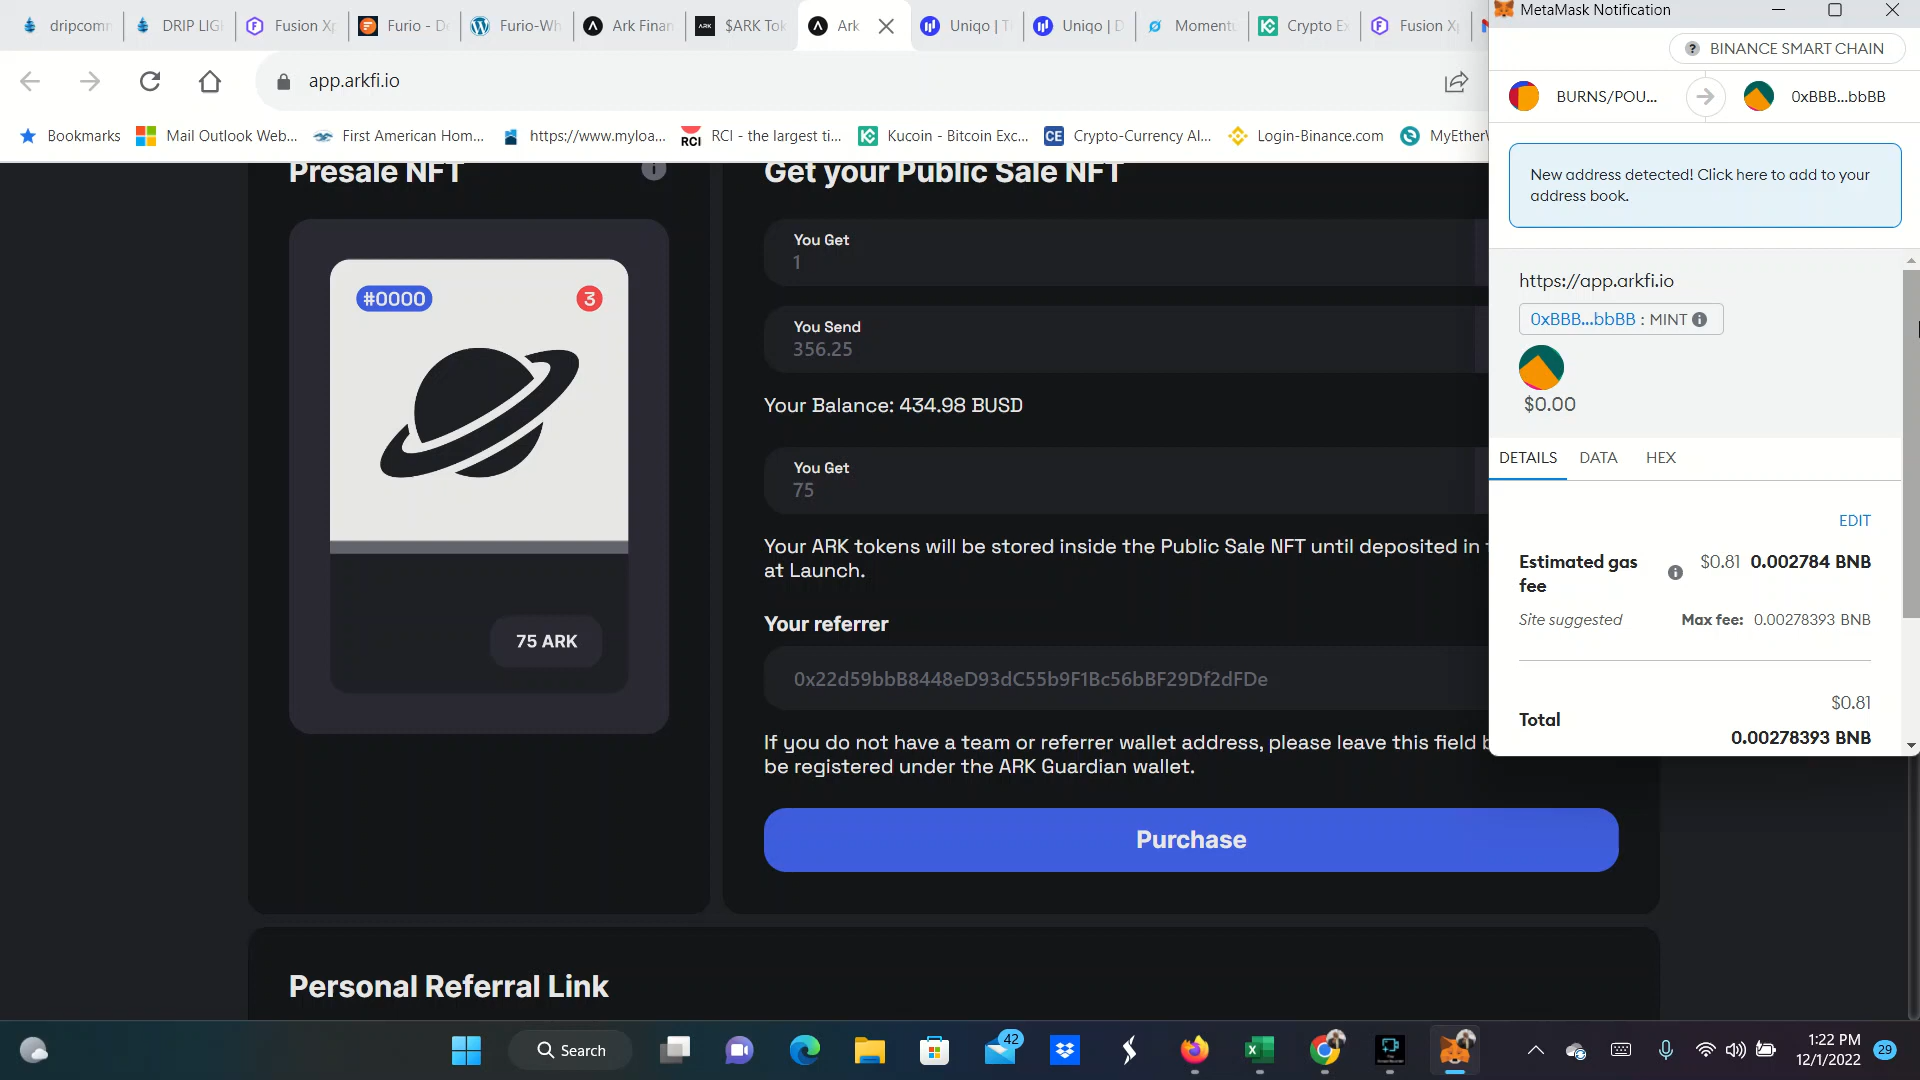 dripcomm
DRIP LIGH
Fusion Xp
Furio - De
Furio-Wh
Ark Finan
$ARK Tok
Ark
Uniqo | T
Uniqo | D
Momentu
Crypto Ex
Fusion Xp
app.arkfi.io
Bookmarks
Mail Outlook Web...
First American Hom...
https://www.myloa...
RCI - the largest ti...
Kucoin - Bitcoin Exc...
Crypto-Currency Al...
Login-Binance.com
MyEtherW
Presale NFT
#0000
3
75 ARK
Get your Public Sale NFT
You Get
1
You Send
356.25
Your Balance: 434.98 BUSD
You Get
75
Your ARK tokens will be stored inside the Public Sale NFT until deposited in
at Launch.
Your referrer
0x22d59bbB8448eD93dC55b9F1Bc56bBF29Df2dFDe
If you do not have a team or referrer wallet address, please leave this field
be registered under the ARK Guardian wallet.
Purchase
Personal Referral Link
MetaMask Notification
BINANCE SMART CHAIN
BURNS/POU...
0xBBB...bbBB
New address detected! Click here to add to your
address book.
https://app.arkfi.io
0xBBB...bbBB : MINT
$0.00
DETAILS DATA HEX
EDIT
Estimated gas
fee
$0.81 0.002784 BNB
Site suggested
Max fee: 0.00278393 BNB
$0.81
Total
0.00278393 BNB
Search
42
1:22 PM
12/1/2022
29